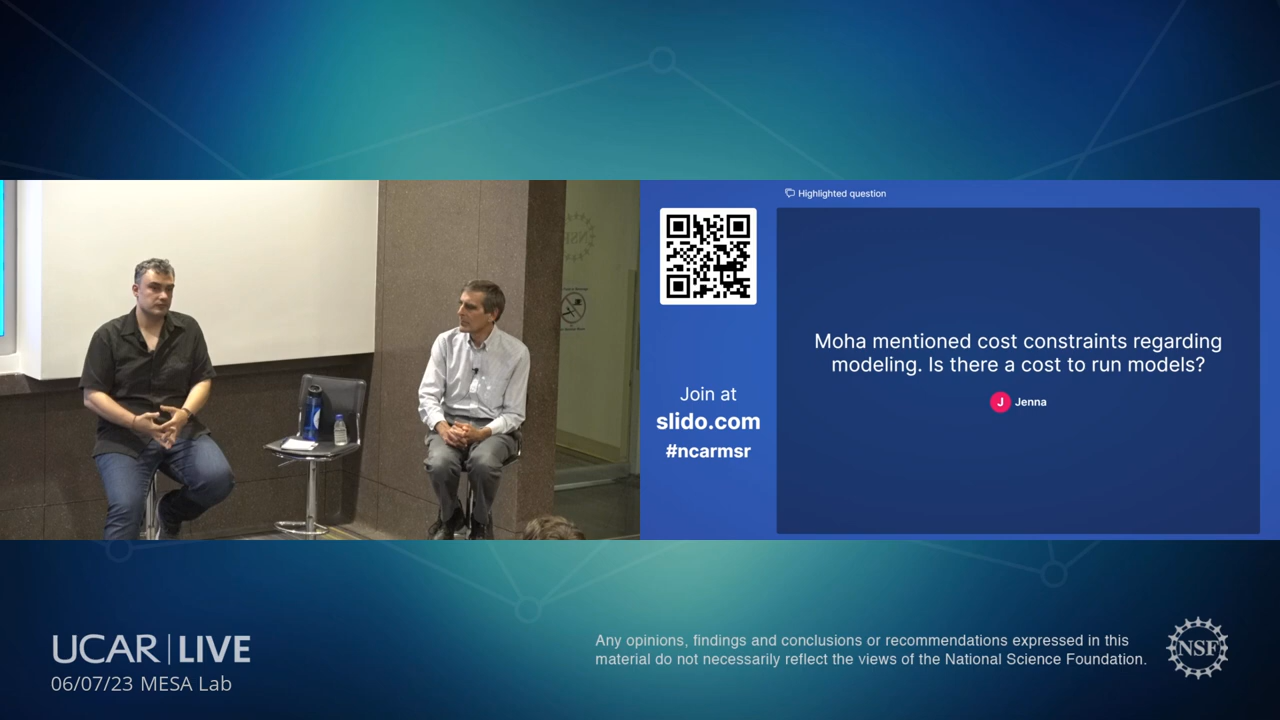 Highlighted question
Join at
slido.com
#ncarmsr
Moha mentioned cost constraints regarding
modeling. Is there a cost to run models?
J Jenna
UCAR | LIVE
06/07/23 MESA Lab
Any opinions, findings and conclusions or recommendations expressed in this
material do not necessarily reflect the views of the National Science Foundation.
NSF